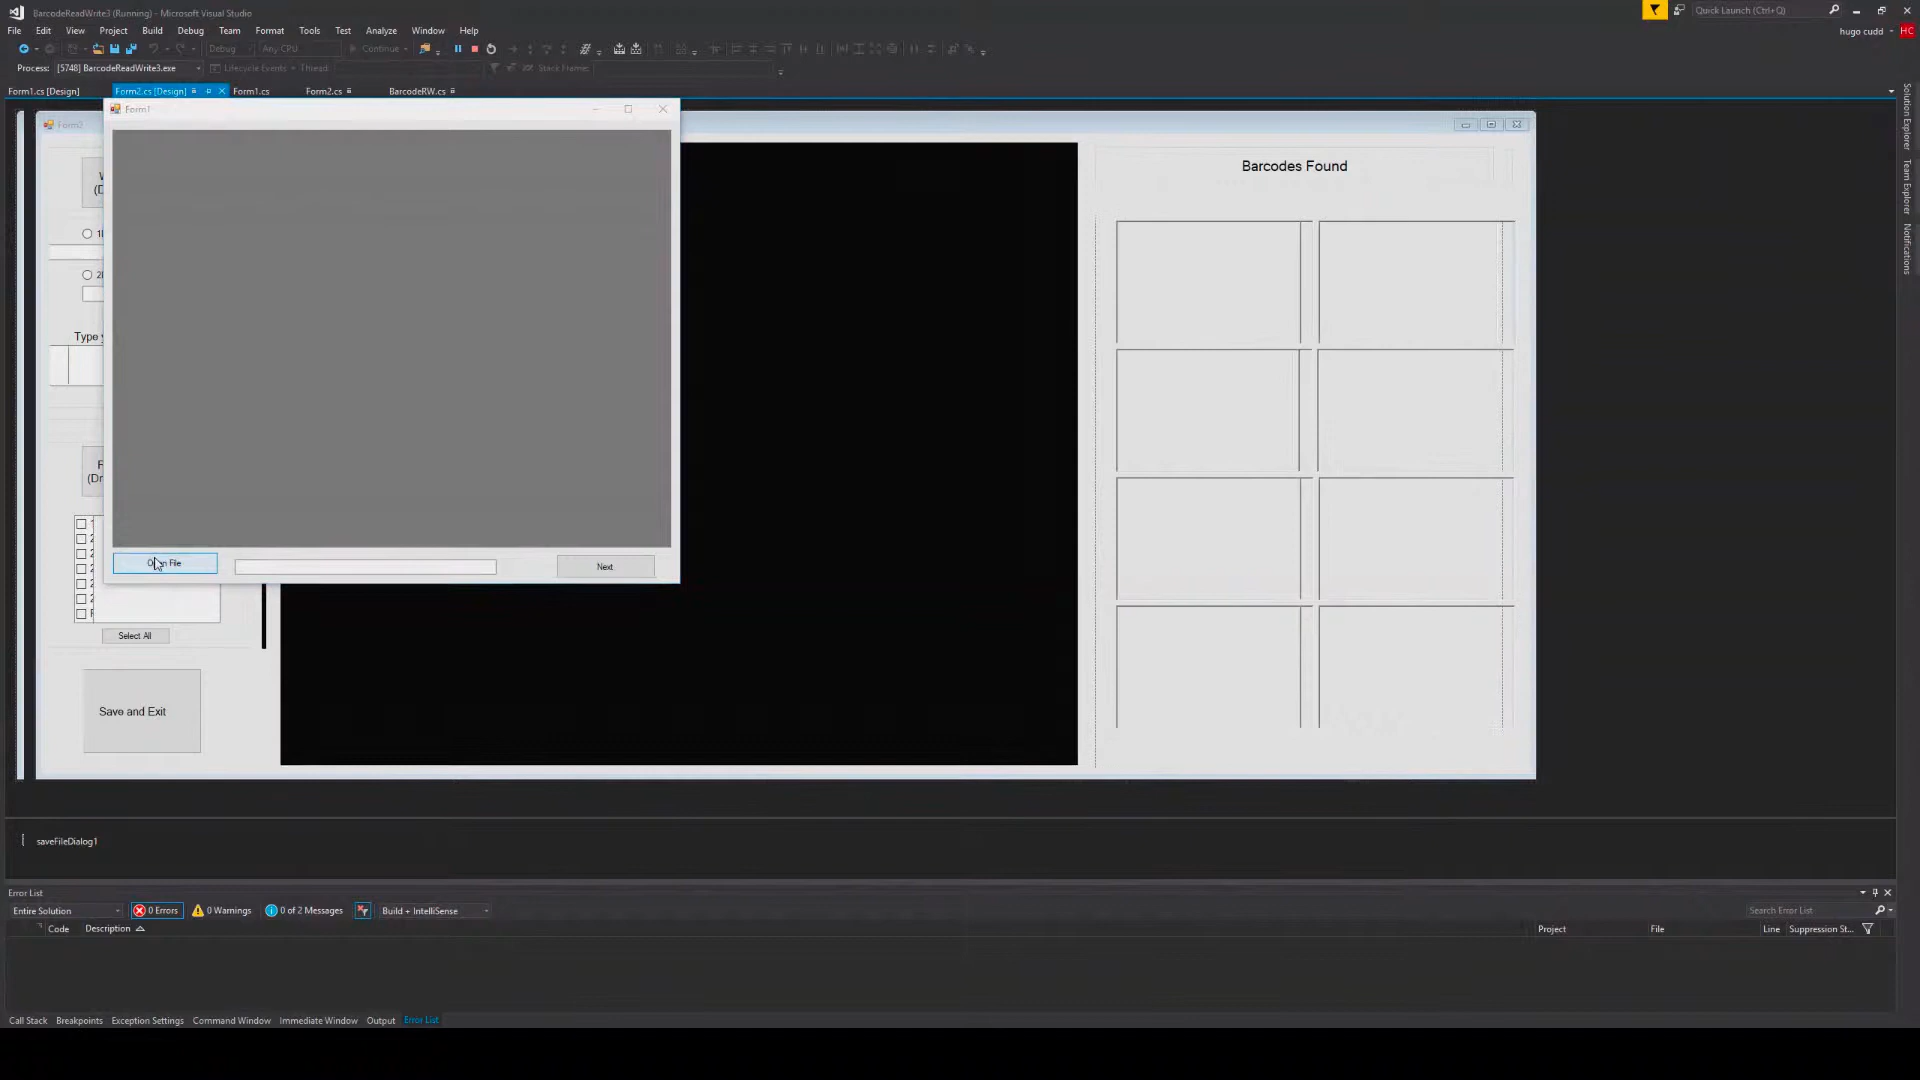 BarcodeReadWrite3 (Running) - Microsoft Visual Studio
Quick Launch (Ctrl+Q)
File Edit View Project Build Debug Team Format Tools Test Analyze Window Help
hugo cudd
HC
Debug Any CPU Continue
Process: [5748] BarcodeReadWrite3.exe Lifecycle Events Thread: Stack Frame:
Form1.cs [Design] Form2.cs [Design] Form1.cs Form2.cs BarcodeRW.cs
Form1
Form2
Barcodes Found
Type
Open File
Next
Select All
Save and Exit
Solution Explorer
Team Explorer
Notifications
saveFileDialog1
Error List
Entire Solution 0 Errors 0 Warnings 0 of 2 Messages Build + IntelliSense
Search Error List
Code Description Project File Line Suppression St...
Call Stack Breakpoints Exception Settings Command Window Immediate Window Output Error List